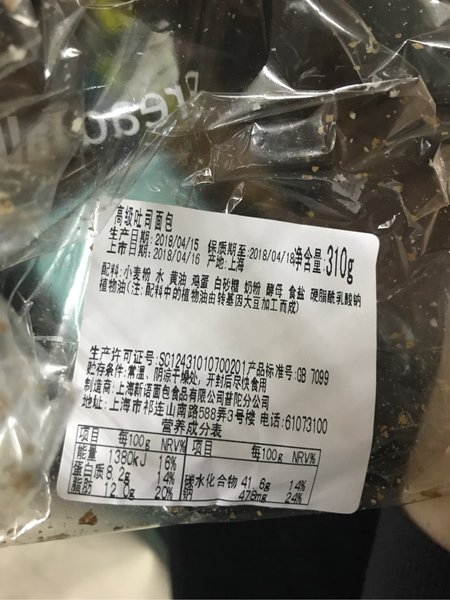 Bread
高级吐司面包
生产日期:2018/04/15 保质期至:2018/04/18 净含量:310g
上市日期:2018/04/16 产地:上海
配料:小麦粉 水 黄油 鸡蛋 白砂糖 奶粉 酵母 食盐 硬脂酰乳酸钠
植物油(注:配料中的植物油由转基因大豆加工而成)
生产许可证号:SC12431010700201 产品标准号:GB 7099
贮存条件:常温、阴凉干燥处,开封后尽快食用
制造商:上海新语面包食品有限公司普陀分公司
地址:上海市祁连山南路588弄3号楼 电话:61073100
营养成分表
项目 每100g NRV% 项目 每100g NRV%
能量 1380kJ 16%
蛋白质 8.2g 14% 碳水化合物 41.6g 14%
脂肪 12.0g 20% 钠 478mg 24%